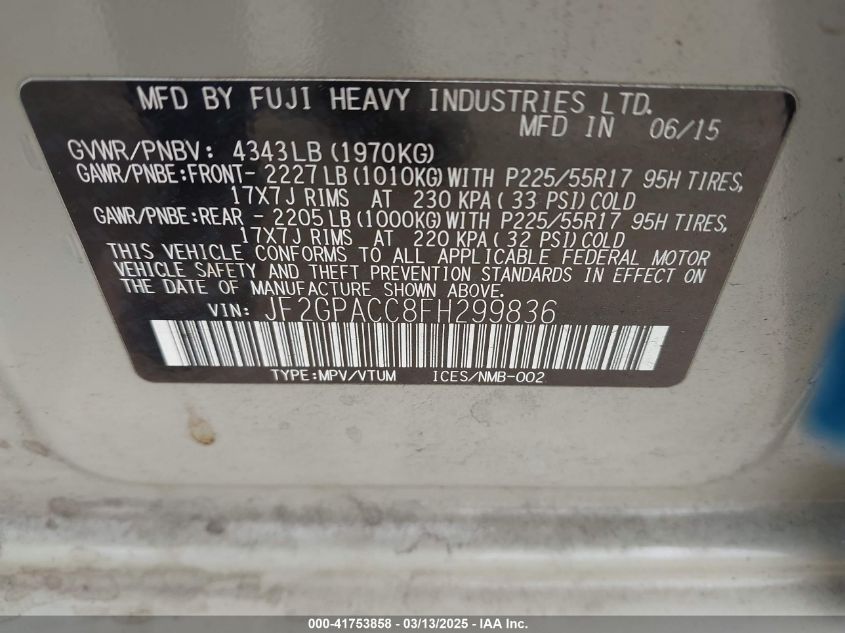 MFD BY FUJI HEAVY INDUSTRIES LTD.
MFD IN 06/15
GVWR/PNBV: 4343LB (1970KG)
GAWR/PNBE:FRONT- 2227LB (1010KG) WITH P225/55R17 95H TIRES,
17X7J RIMS AT 230 KPA (33 PSI) COLD
GAWR/PNBE:REAR - 2205LB (1000KG) WITH P225/55R17 95H TIRES,
17X7J RIMS AT 220 KPA (32 PSI) COLD
THIS VEHICLE CONFORMS TO ALL APPLICABLE FEDERAL MOTOR
VEHICLE SAFETY AND THEFT PREVENTION STANDARDS IN EFFECT ON
THE DATE OF MANUFACTURE SHOWN ABOVE.
VIN: JF2GPACC8FH299836
TYPE:MPV/VTUM ICES/NMB-002
000-41753858 - 03/13/2025 - IAA Inc.